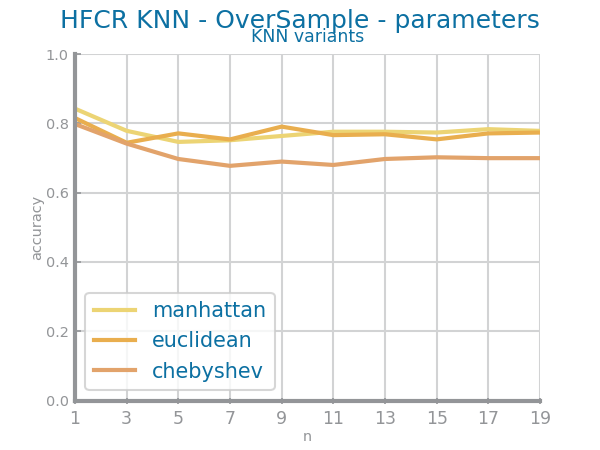 HFCR KNN - OverSample - parameters
KNN variants
1.0
0.8
0.6
0.4
0.2
0.0
accuracy
manhattan
euclidean
chebyshev
1 3 5 7 9 11 13 15 17 19
n